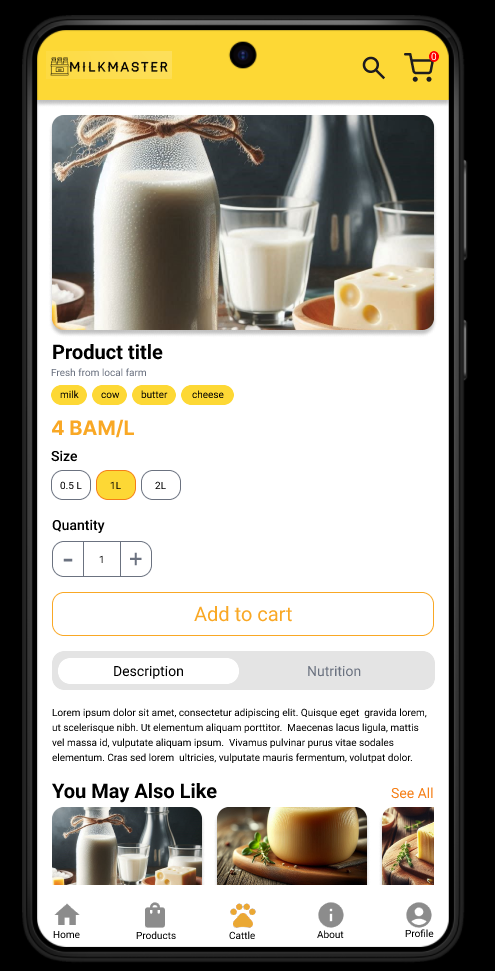 MILKMASTER
0
Product title
Fresh from local farm
milk cow butter cheese
4 BAM/L
Size
0.5 L 1L 2L
Quantity
- 1 +
Add to cart
Description Nutrition
Lorem ipsum dolor sit amet, consectetur adipiscing elit. Quisque eget gravida lorem,
ut scelerisque nibh. Ut elementum aliquam porttitor. Maecenas lacus ligula, mattis
vel massa id, vulputate aliquam ipsum. Vivamus pulvinar purus vitae sodales
elementum. Cras sed lorem ultricies, vulputate mauris fermentum, volutpat dolor.
You May Also Like See All
Home Products Cattle About Profile